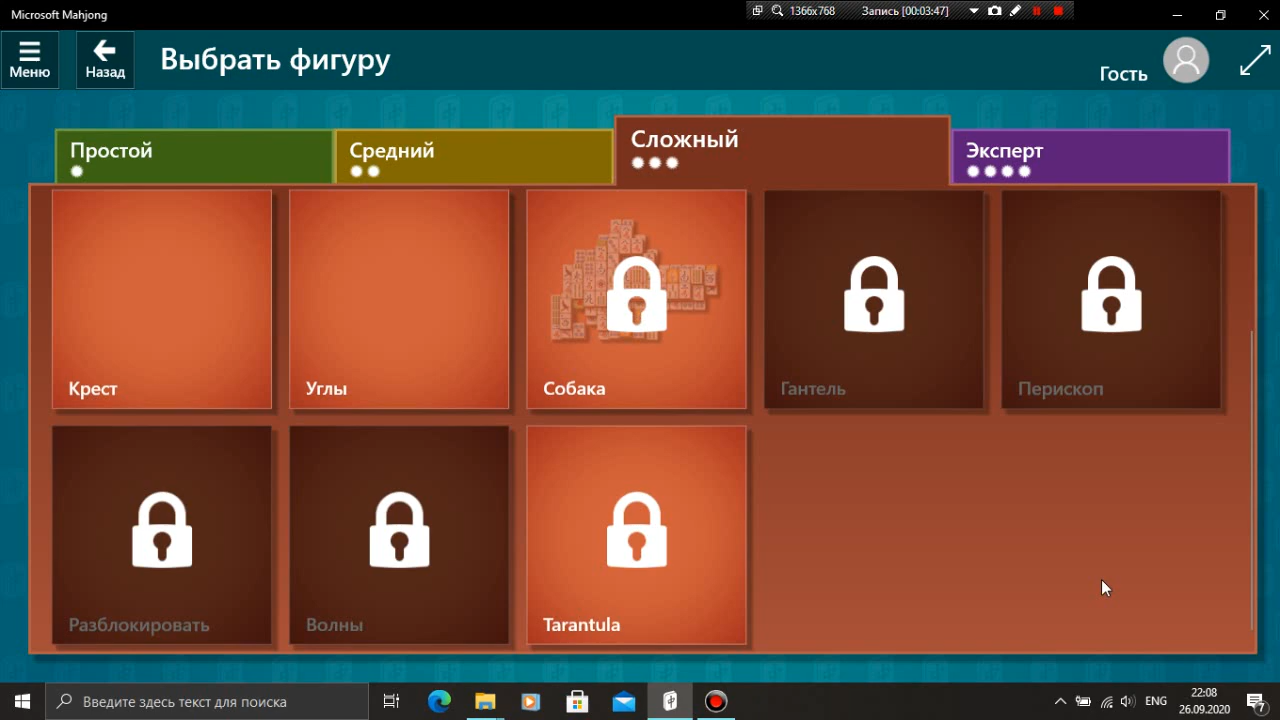 Microsoft Mahjong
1366x768
Запись [00:03:47]
Меню
Назад
Выбрать фигуру
Гость
Простой
Средний
Сложный
Эксперт
Крест
Углы
Собака
Гантель
Перископ
Разблокировать
Волны
Tarantula
Введите здесь текст для поиска
ENG
22:08
26.09.2020
7